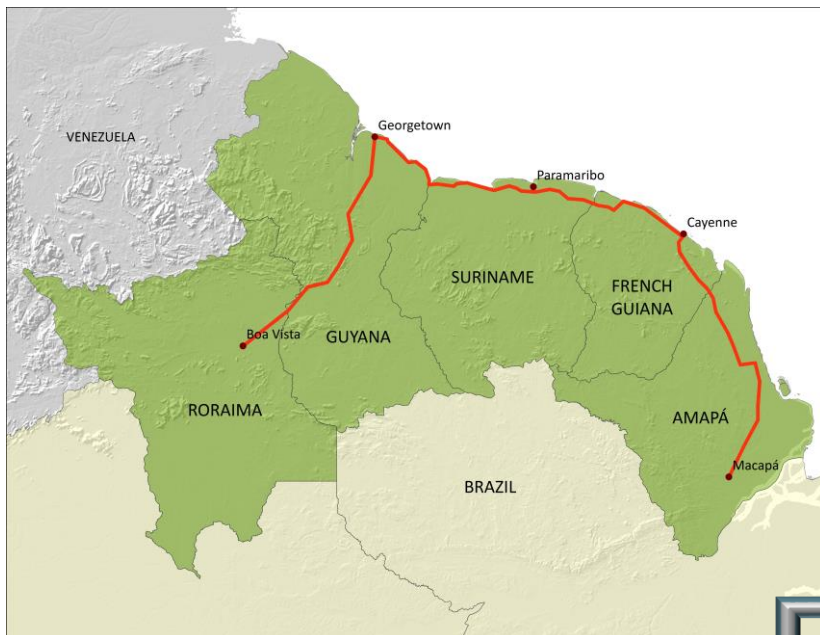 Georgetown
VENEZUELA
Paramaribo
Cayenne
SURINAME
FRENCH
GUIANA
Boa Vista
GUYANA
RORAIMA
AMAPÁ
Macapá
BRAZIL